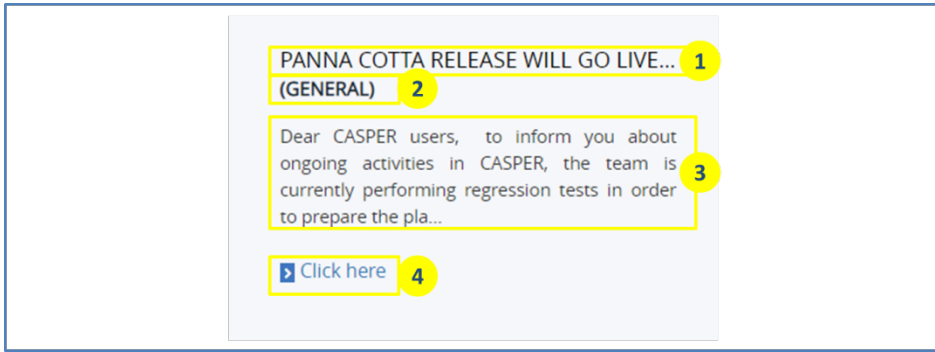 PANNA COTTA RELEASE WILL GO LIVE... 1
(GENERAL) 2
Dear CASPER users, to inform you about
ongoing activities in CASPER, the team is
currently performing regression tests in order
to prepare the pla...
3
Click here 4